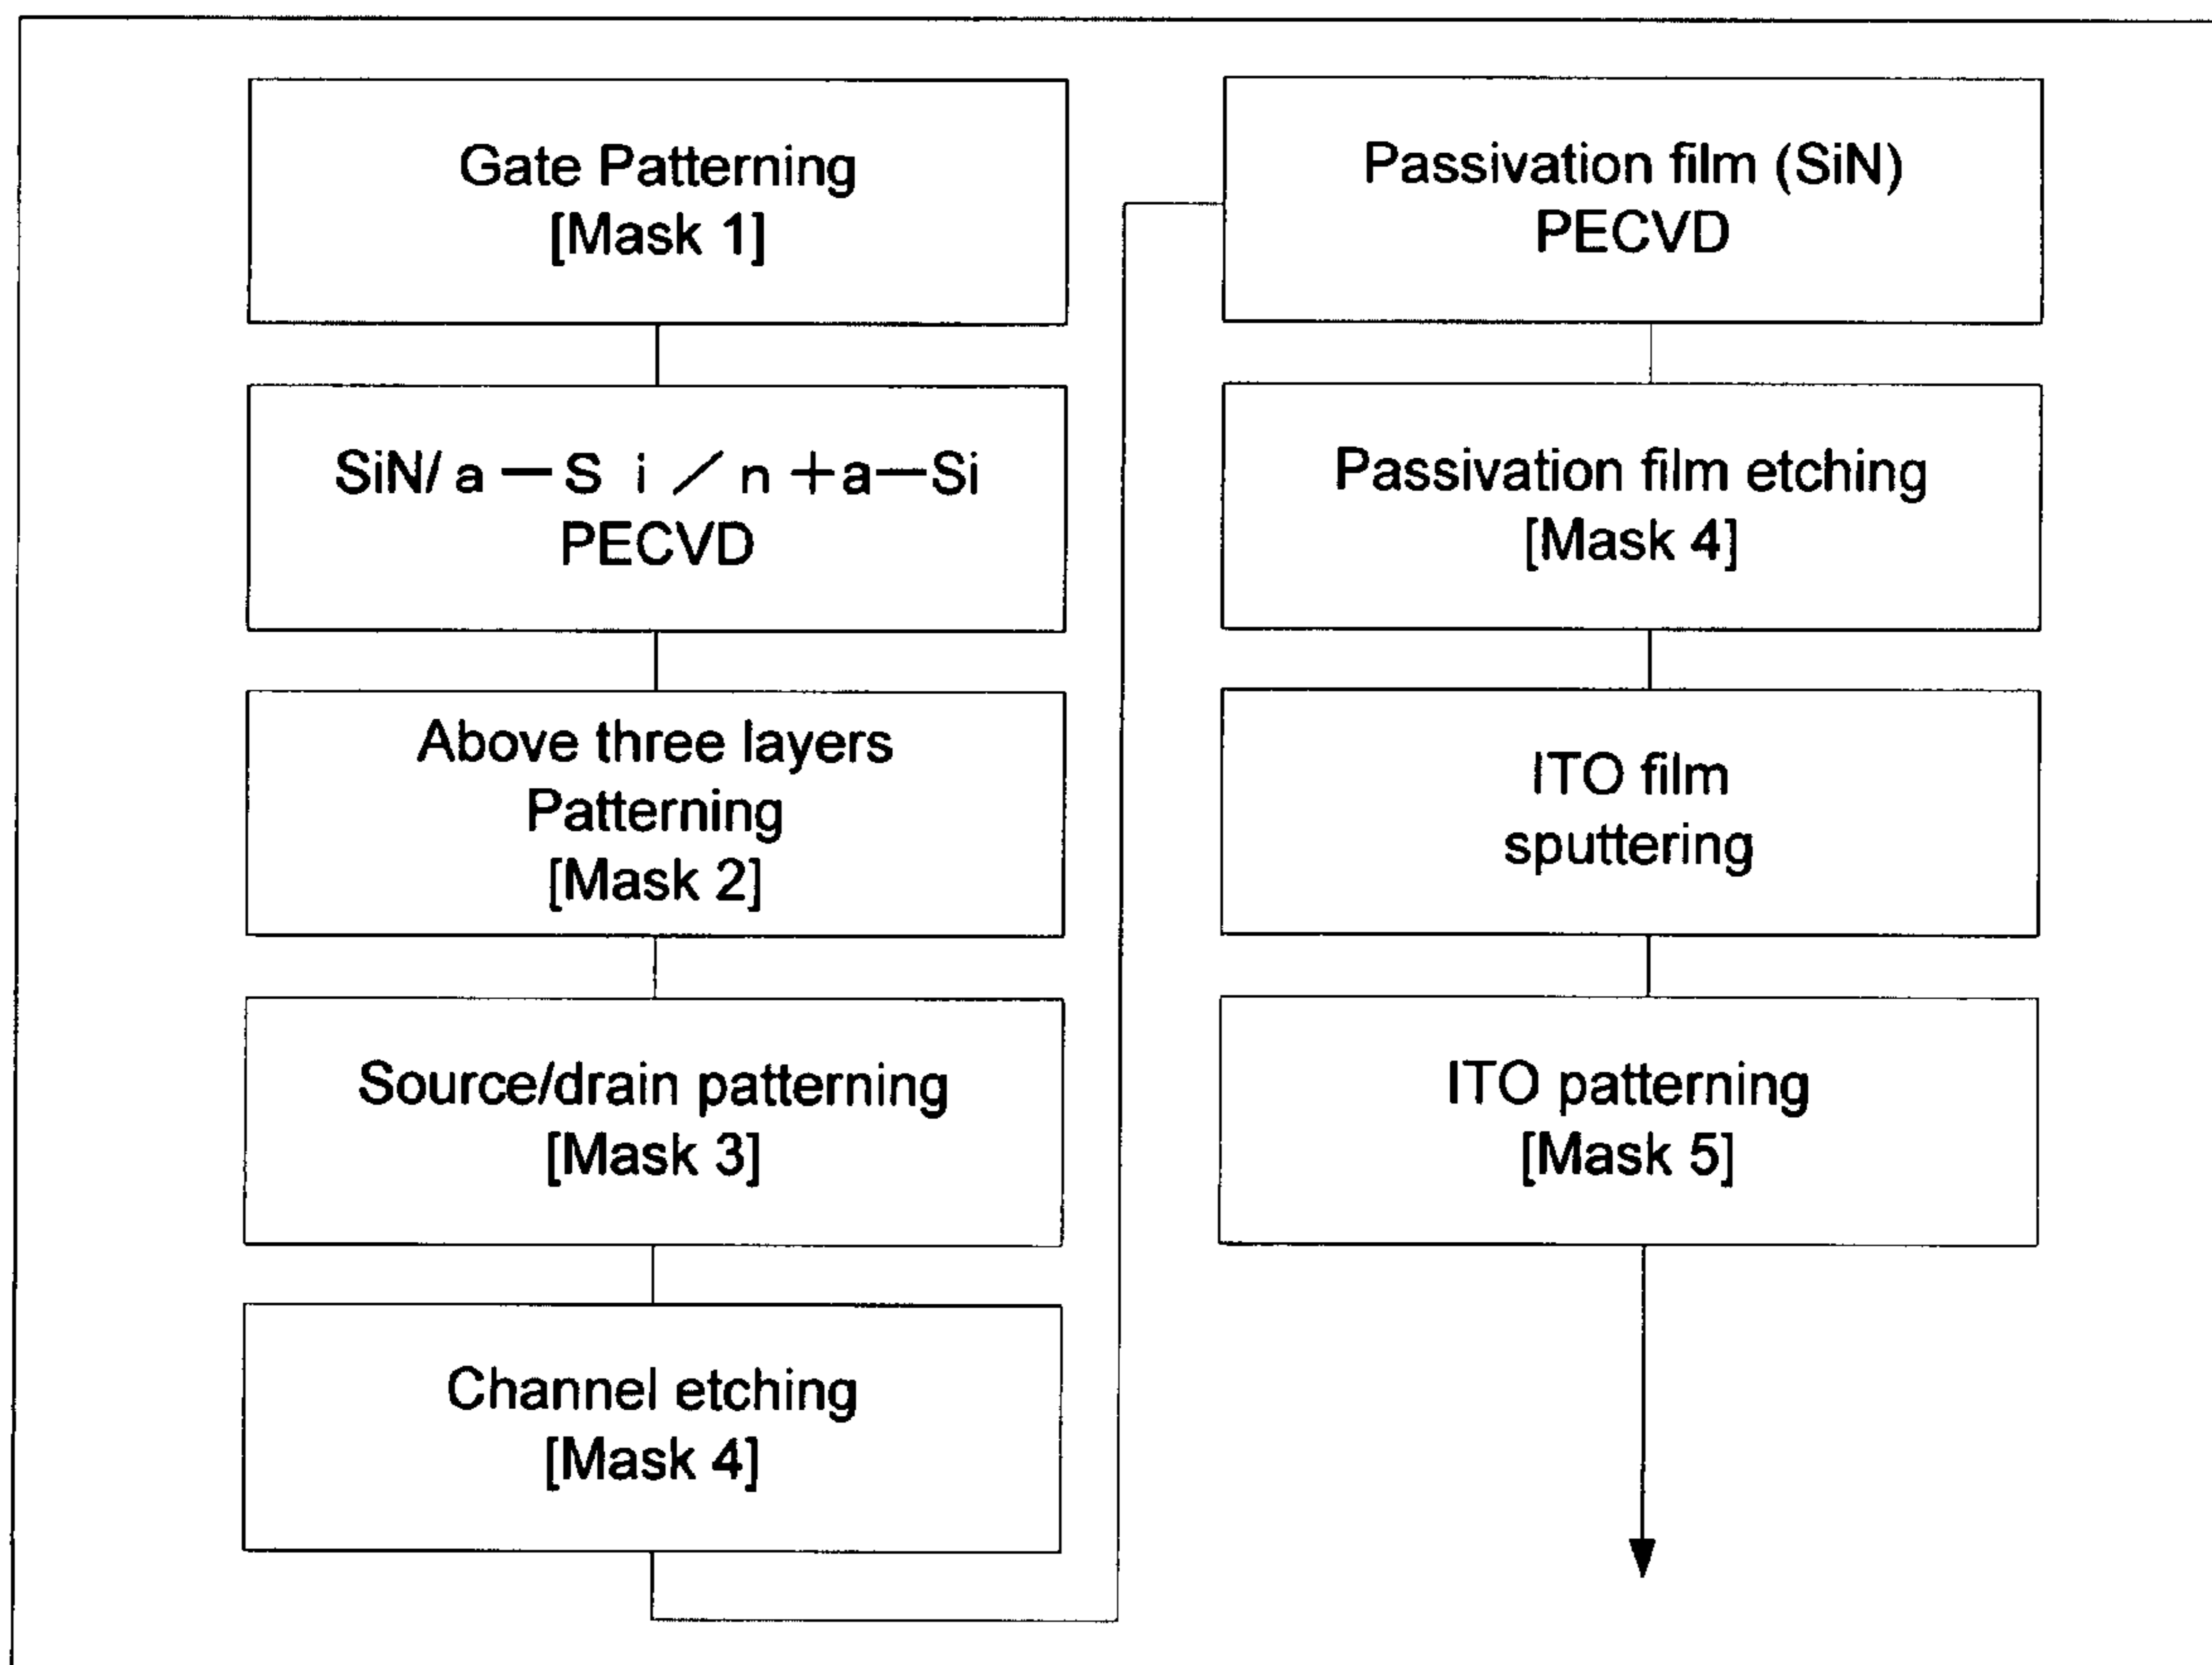 Gate Patterning
[Mask 1]
SiN/ a － S i ／ n ＋a－Si
PECVD
Above three layers
Patterning
[Mask 2]
Source/drain patterning
[Mask 3]
Channel etching
[Mask 4]
Passivation film (SiN)
PECVD
Passivation film etching
[Mask 4]
ITO film
sputtering
ITO patterning
[Mask 5]